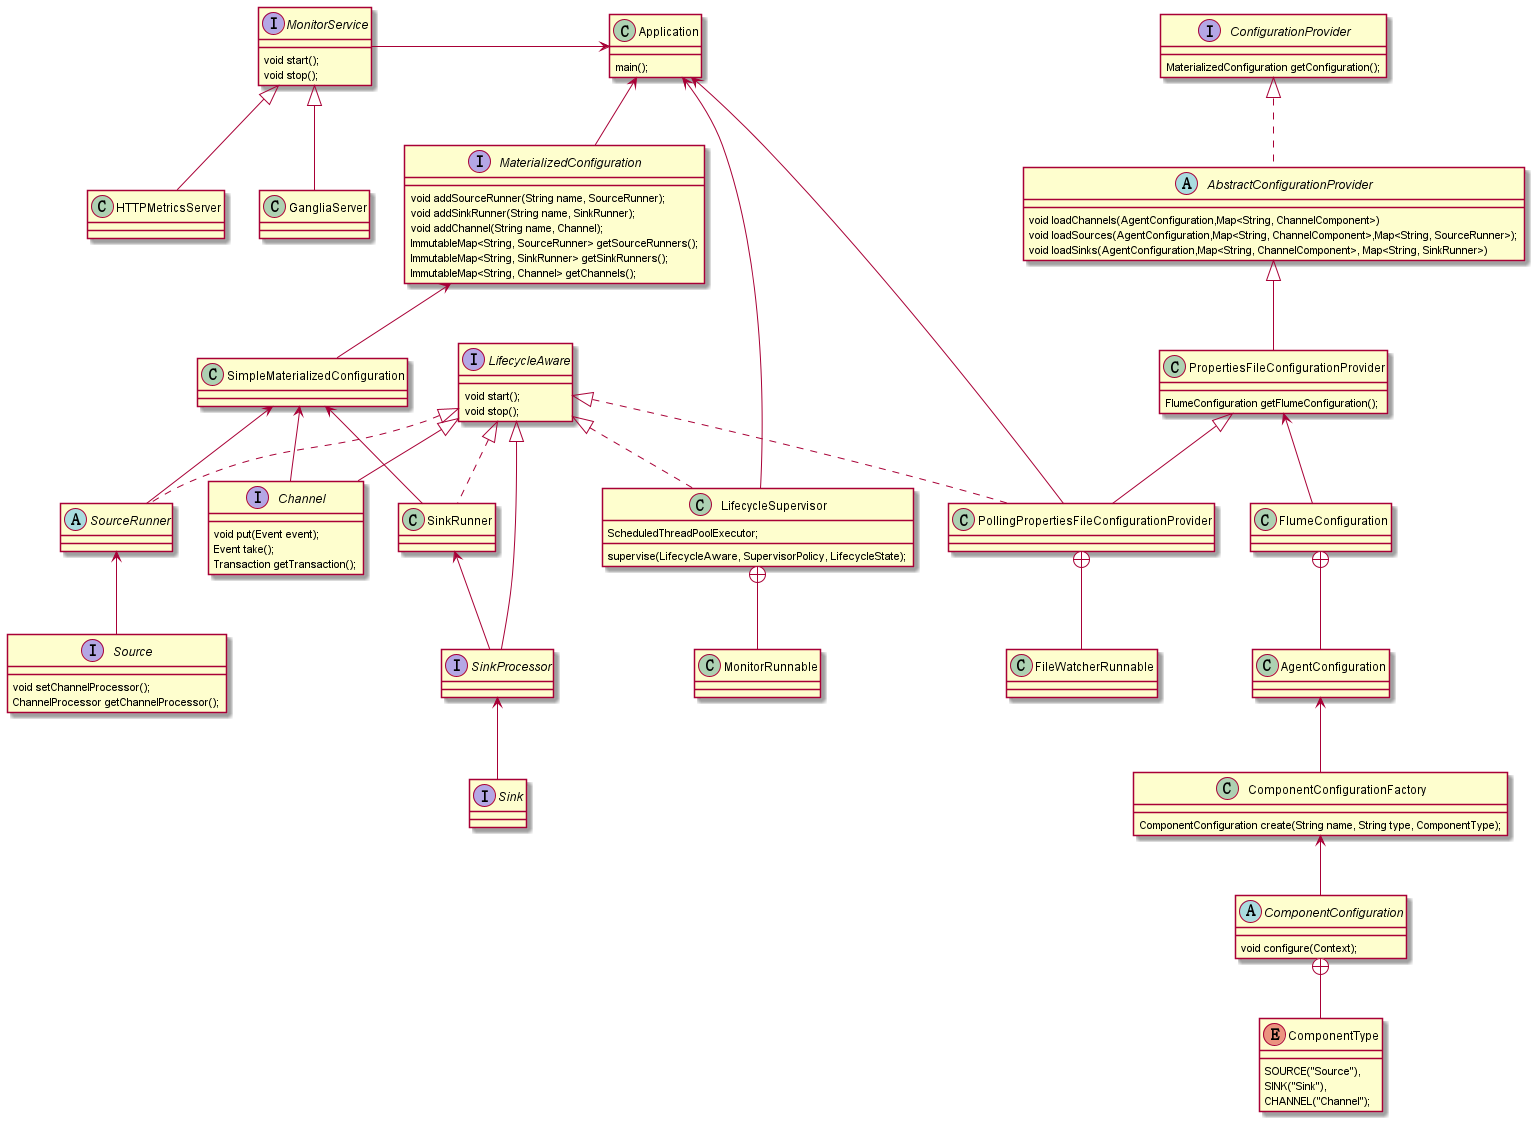 I MonitorService
void start();
void stop();
C Application
main();
I ConfigurationProvider
MaterializedConfiguration getConfiguration();
I MaterializedConfiguration
void addSourceRunner(String name, SourceRunner);
void addSinkRunner(String name, SinkRunner);
void addChannel(String name, Channel);
ImmutableMap<String, SourceRunner> getSourceRunners();
ImmutableMap<String, SinkRunner> getSinkRunners();
ImmutableMap<String, Channel> getChannels();
A AbstractConfigurationProvider
void loadChannels(AgentConfiguration,Map<String, ChannelComponent>)
void loadSources(AgentConfiguration,Map<String, ChannelComponent>,Map<String, SourceRunner>);
void loadSinks(AgentConfiguration,Map<String, ChannelComponent>, Map<String, SinkRunner>)
C HTTPMetricsServer
C GangliaServer
C SimpleMaterializedConfiguration
I LifecycleAware
void start();
void stop();
C PropertiesFileConfigurationProvider
FlumeConfiguration getFlumeConfiguration();
A SourceRunner
I Channel
void put(Event event);
Event take();
Transaction getTransaction();
C SinkRunner
C LifecycleSupervisor
ScheduledThreadPoolExecutor;
supervise(LifecycleAware, SupervisorPolicy, LifecycleState);
C PollingPropertiesFileConfigurationProvider
C FlumeConfiguration
I Source
void setChannelProcessor();
ChannelProcessor getChannelProcessor();
I SinkProcessor
C MonitorRunnable
C FileWatcherRunnable
C AgentConfiguration
I Sink
C ComponentConfigurationFactory
ComponentConfiguration create(String name, String type, ComponentType);
A ComponentConfiguration
void configure(Context);
E ComponentType
SOURCE("Source"),
SINK("Sink"),
CHANNEL("Channel");